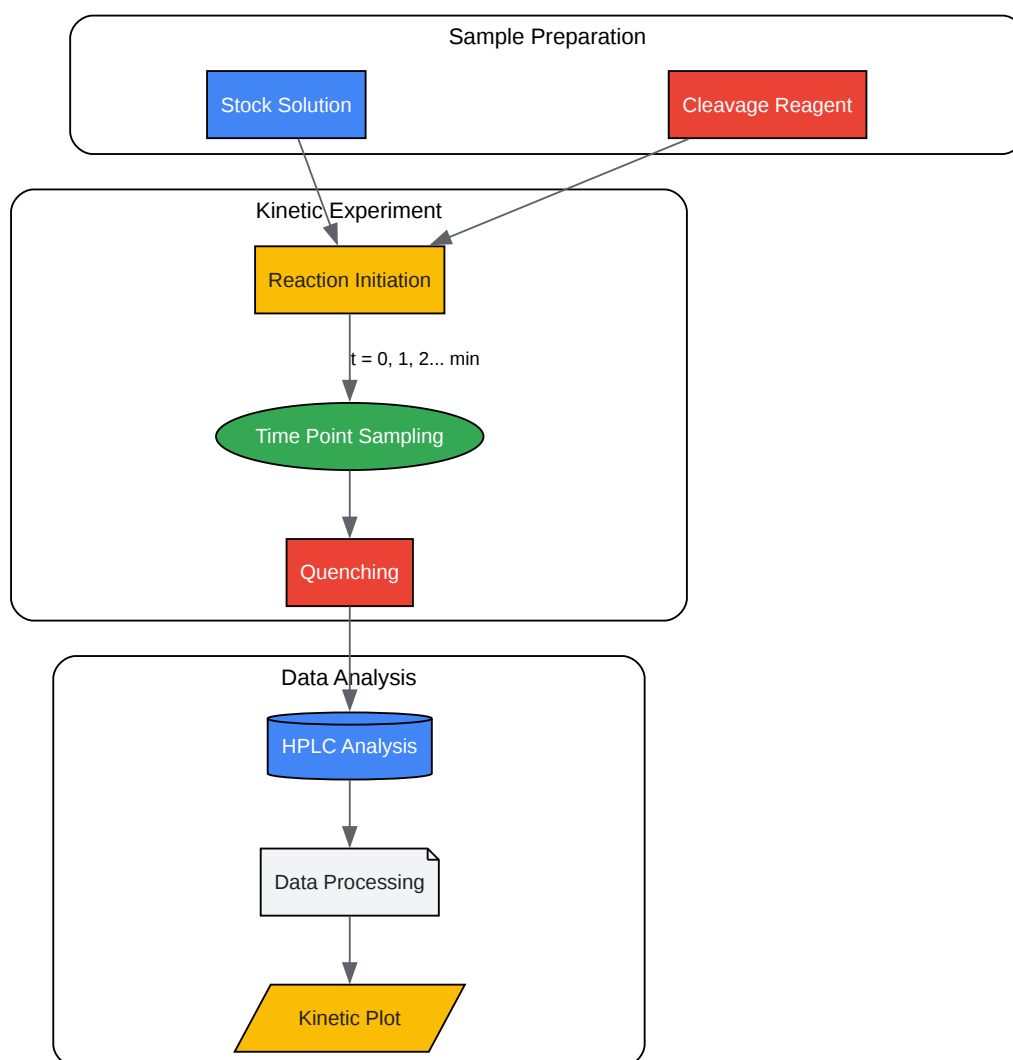 Sample Preparation
Stock Solution
Cleavage Reagent
Kinetic Experiment
Reaction Initiation
t = 0, 1, 2... min
Time Point Sampling
Quenching
Data Analysis
HPLC Analysis
Data Processing
Kinetic Plot